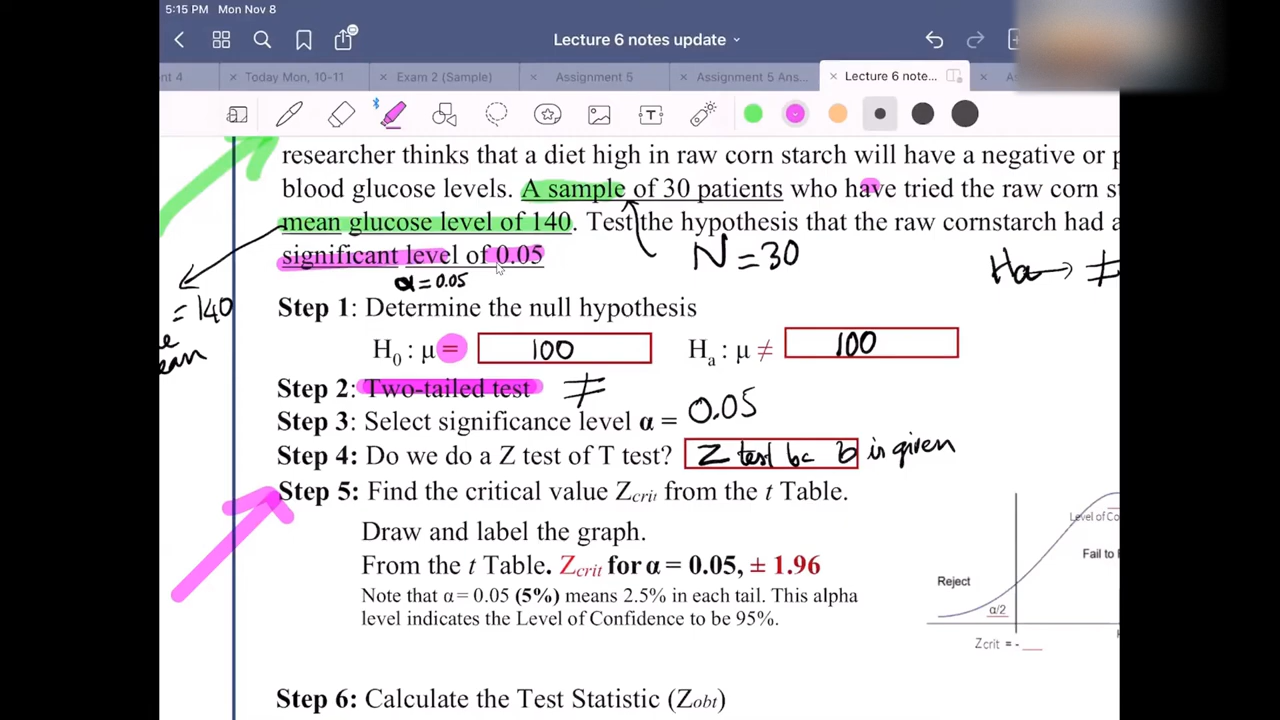 5:15 PM Mon Nov 8
Lecture 6 notes update
nt 4
Today Mon, 10-11
Exam 2 (Sample)
Assignment 5
Assignment 5 Ans...
Lecture 6 note...
researcher thinks that a diet high in raw corn starch will have a negative or p
blood glucose levels. A sample of 30 patients who have tried the raw corn s
mean glucose level of 140. Test the hypothesis that the raw cornstarch had a
significant level of 0.05
N = 30
Ha → ≠
α = 0.05
= 140
ean
Step 1: Determine the null hypothesis
H0 : μ = 100 Ha : μ ≠ 100
Step 2: Two-tailed test ≠
Step 3: Select significance level α = 0.05
Step 4: Do we do a Z test of T test? Z test bc σ is given
Step 5: Find the critical value Zcrit from the t Table.
Draw and label the graph.
From the t Table. Zcrit for α = 0.05, ± 1.96
Note that α = 0.05 (5%) means 2.5% in each tail. This alpha
level indicates the Level of Confidence to be 95%.
Level of Co
Fail to
Reject
α/2
Zcrit = - __
Step 6: Calculate the Test Statistic (Zobt)